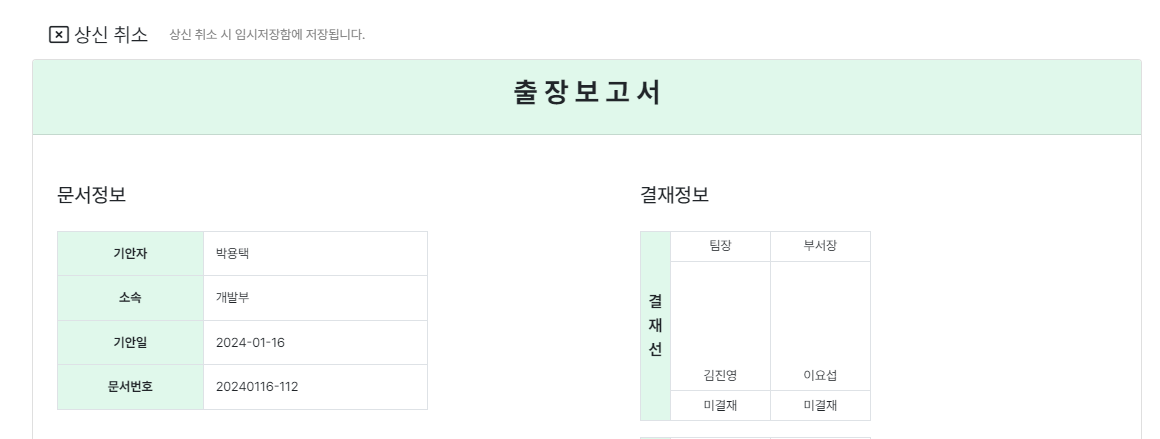 상신 취소 상신 취소 시 임시저장함에 저장됩니다.
출 장 보 고 서
문서정보
기안자 박용택
소속 개발부
기안일 2024-01-16
문서번호 20240116-112
결재정보
결
재
선
팀장 부서장
김진영 이요섭
미결재 미결재